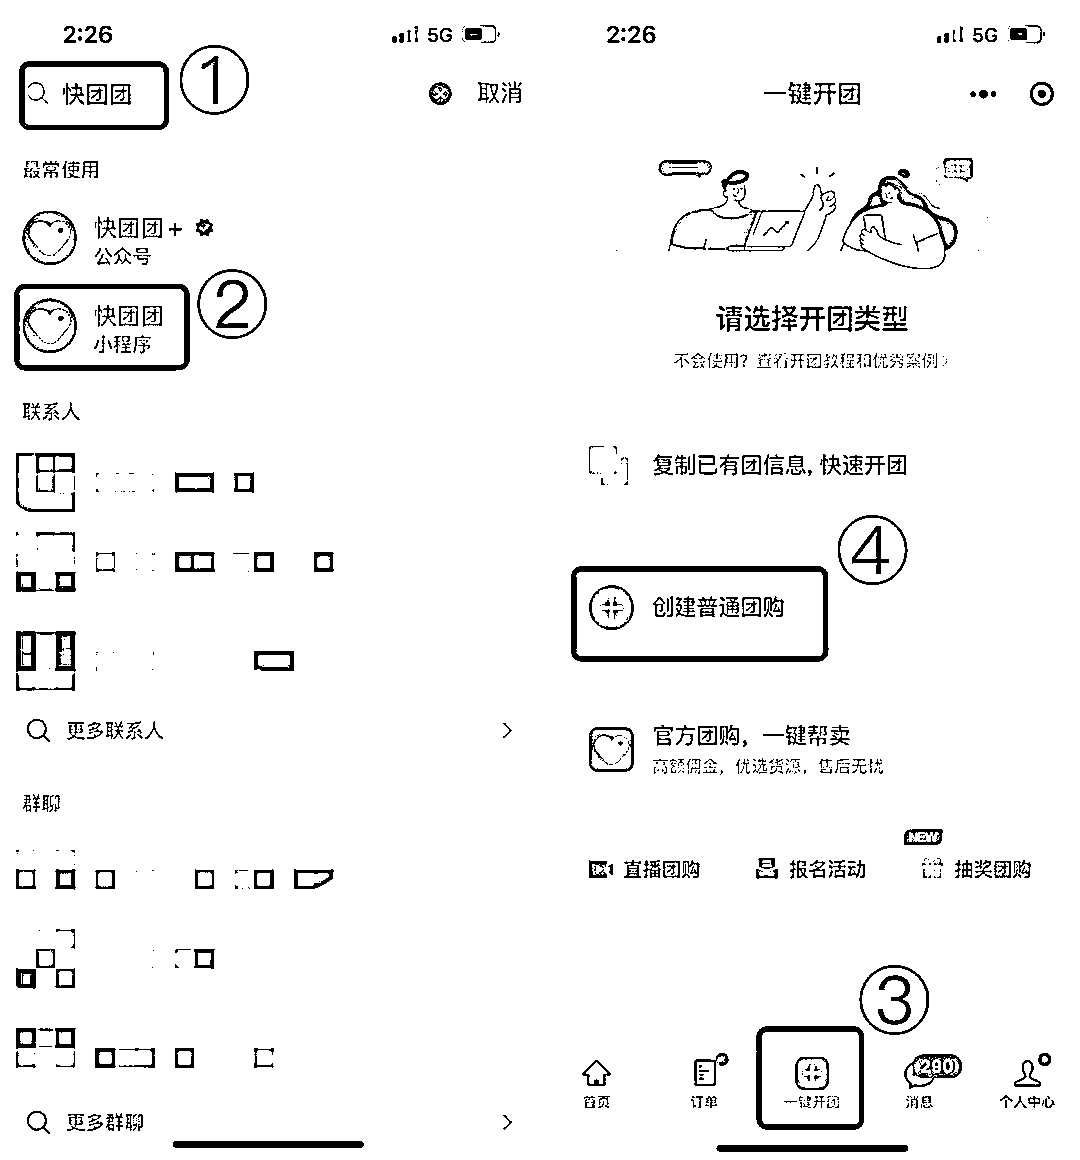 2:26
5G
快团团
①
取消
最常使用
快团团+
公众号
快团团
小程序
②
联系人
更多联系人
群聊
更多群聊
2:26
5G
一键开团
请选择开团类型
不会使用？查看开团教程和优秀案例
复制已有团信息, 快速开团
④
创建普通团购
官方团购，一键帮卖
高额佣金，优选货源，售后无忧
NEW
直播团购
报名活动
抽奖团购
③
290
首页
订单
一键开团
消息
个人中心